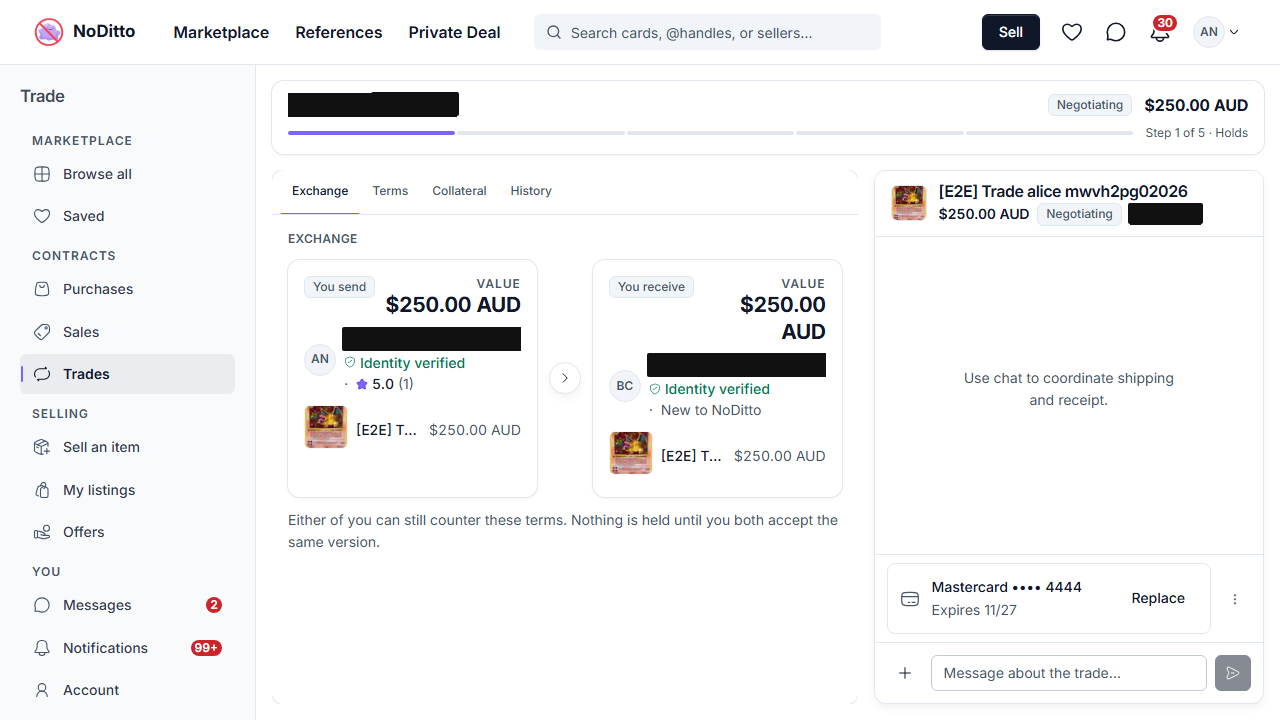 NoDitto
Marketplace
References
Private Deal
Search cards, @handles, or sellers...
Sell
30
AN
Trade
MARKETPLACE
Browse all
Saved
CONTRACTS
Purchases
Sales
Trades
SELLING
Sell an item
My listings
Offers
YOU
Messages
2
Notifications
99+
Account
Negotiating
$250.00 AUD
Step 1 of 5 · Holds
Exchange
Terms
Collateral
History
EXCHANGE
You send
VALUE
$250.00 AUD
AN
Identity verified
· 5.0 (1)
[E2E] T...
$250.00 AUD
You receive
VALUE
$250.00
AUD
BC
Identity verified
· New to NoDitto
[E2E] T...
$250.00 AUD
Either of you can still counter these terms. Nothing is held until you both accept the
same version.
[E2E] Trade alice mwvh2pg02026
$250.00 AUD
Negotiating
Use chat to coordinate shipping
and receipt.
Mastercard •••• 4444
Expires 11/27
Replace
Message about the trade...